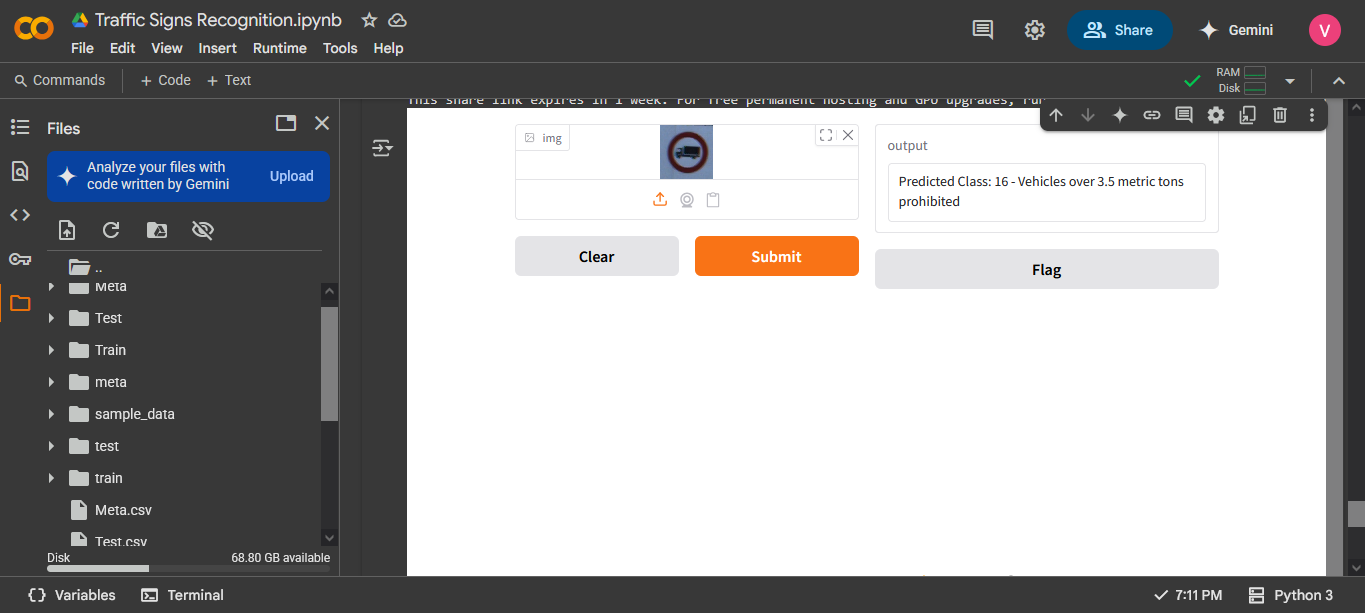 Traffic Signs Recognition.ipynb
File Edit View Insert Runtime Tools Help
Share
Gemini
V
Commands + Code + Text
RAM
Disk
Files
Analyze your files with
code written by Gemini
Upload
..
Meta
Test
Train
meta
sample_data
test
train
Meta.csv
Test.csv
Disk 68.80 GB available
This share link expires in 1 week. For free permanent hosting and GPU upgrades, run
img
Clear
Submit
output
Predicted Class: 16 - Vehicles over 3.5 metric tons
prohibited
Flag
Variables Terminal
7:11 PM Python 3